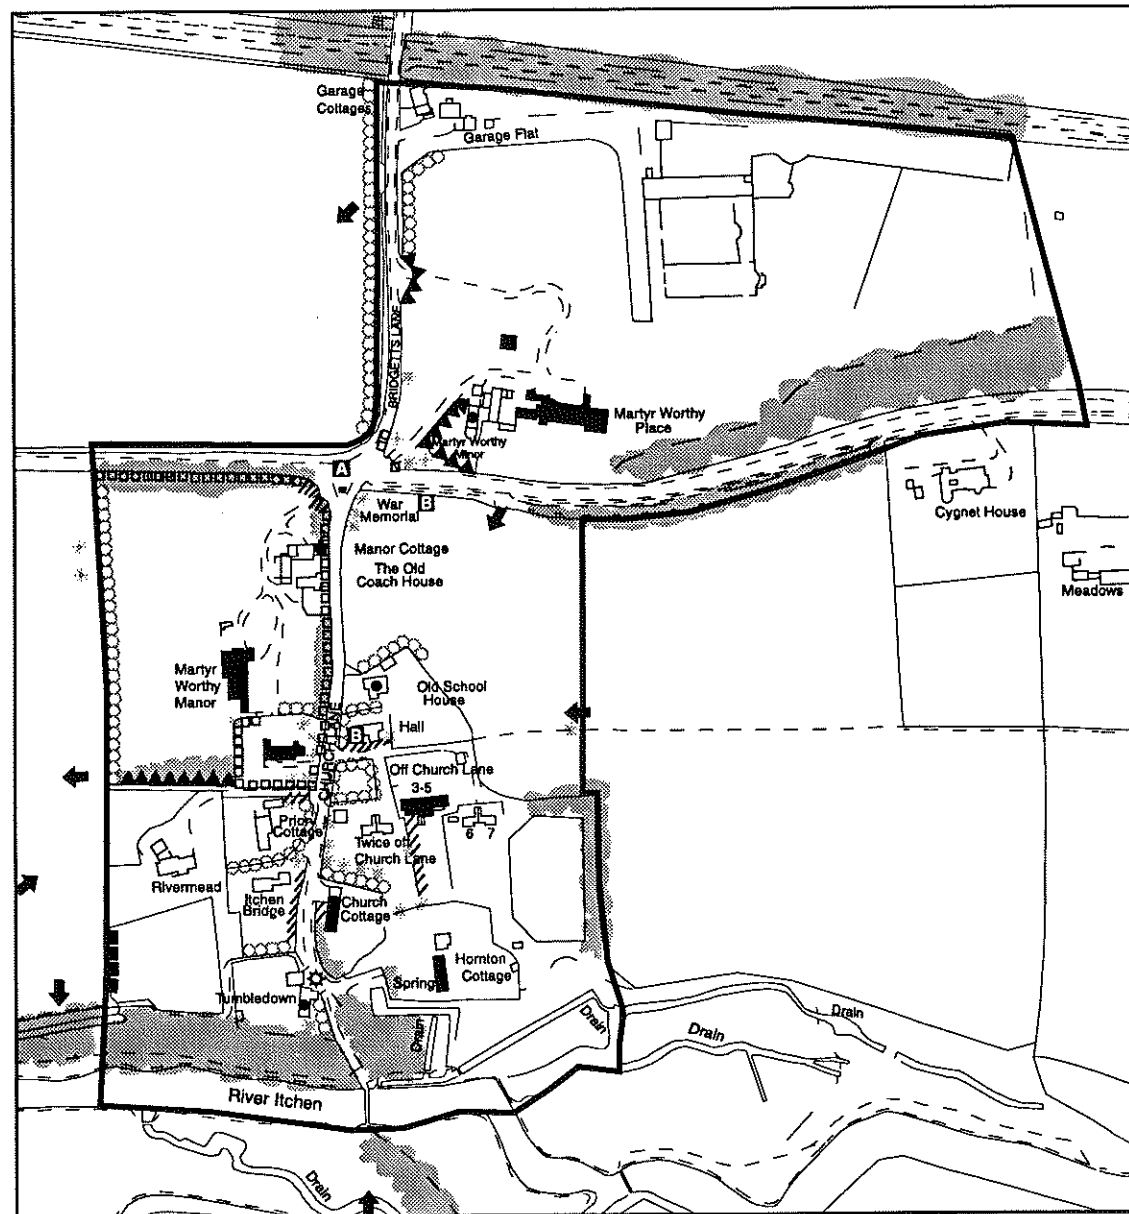 Garage
Cottages
Garage Flat
BRIDGETTS LANE
Martyr Worthy
Place
Martyr Worthy
Minor
A
War
Memorial
B
Cygnet House
Manor Cottage
The Old
Coach House
Meadows
Martyr
Worthy
Manor
Old School
House
CHURCH LANE
Hall
B
Off Church Lane
3-5
Priory
Cottage
6 7
Twice off
Church Lane
Rivermead
Itchen
Bridge
Church
Cottage
Hornton
Cottage
Spring
Tumbledown
Drain
Drain
Drain
Drain
River Itchen
Drain